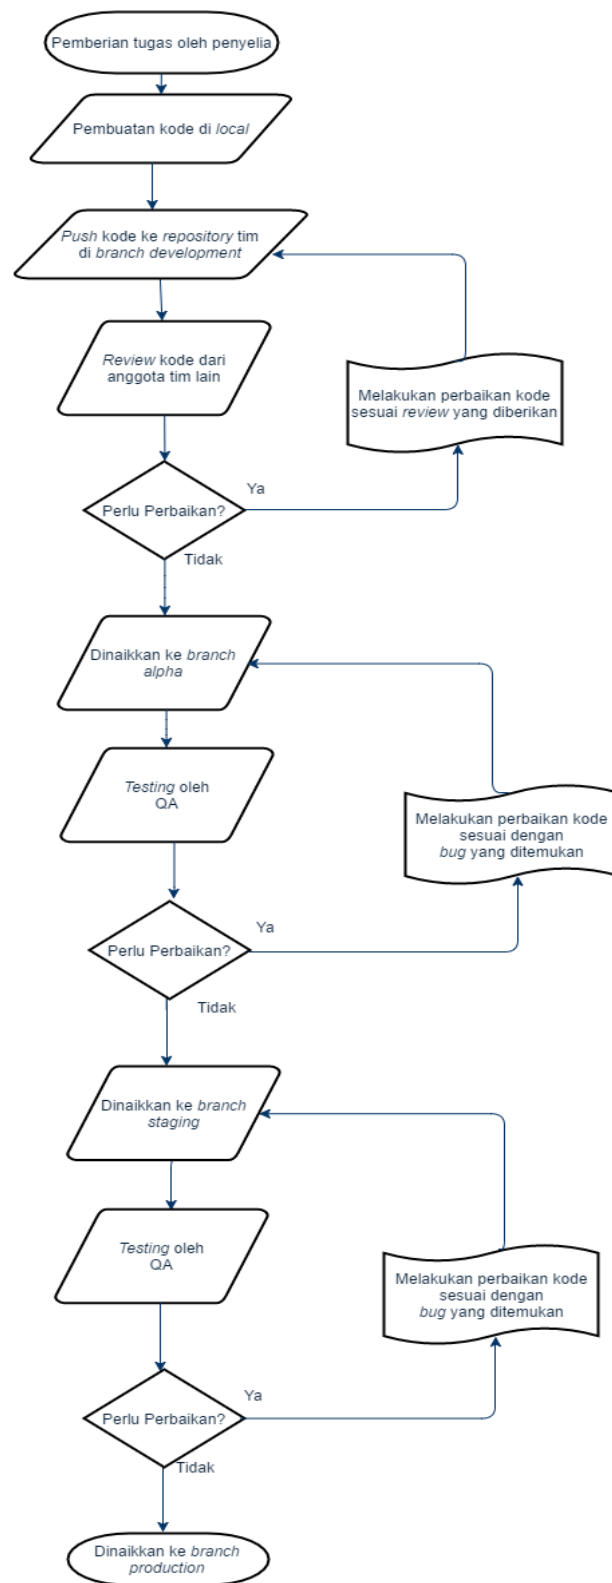 Pemberian tugas oleh penyelia
Pembuatan kode di local
Push kode ke repository tim
di branch development
Review kode dari
anggota tim lain
Melakukan perbaikan kode
sesuai review yang diberikan
Perlu Perbaikan?
Ya
Tidak
Dinaikkan ke branch
alpha
Testing oleh
QA
Melakukan perbaikan kode
sesuai dengan
bug yang ditemukan
Perlu Perbaikan?
Ya
Tidak
Dinaikkan ke branch
staging
Testing oleh
QA
Melakukan perbaikan kode
sesuai dengan
bug yang ditemukan
Perlu Perbaikan?
Ya
Tidak
Dinaikkan ke branch
production